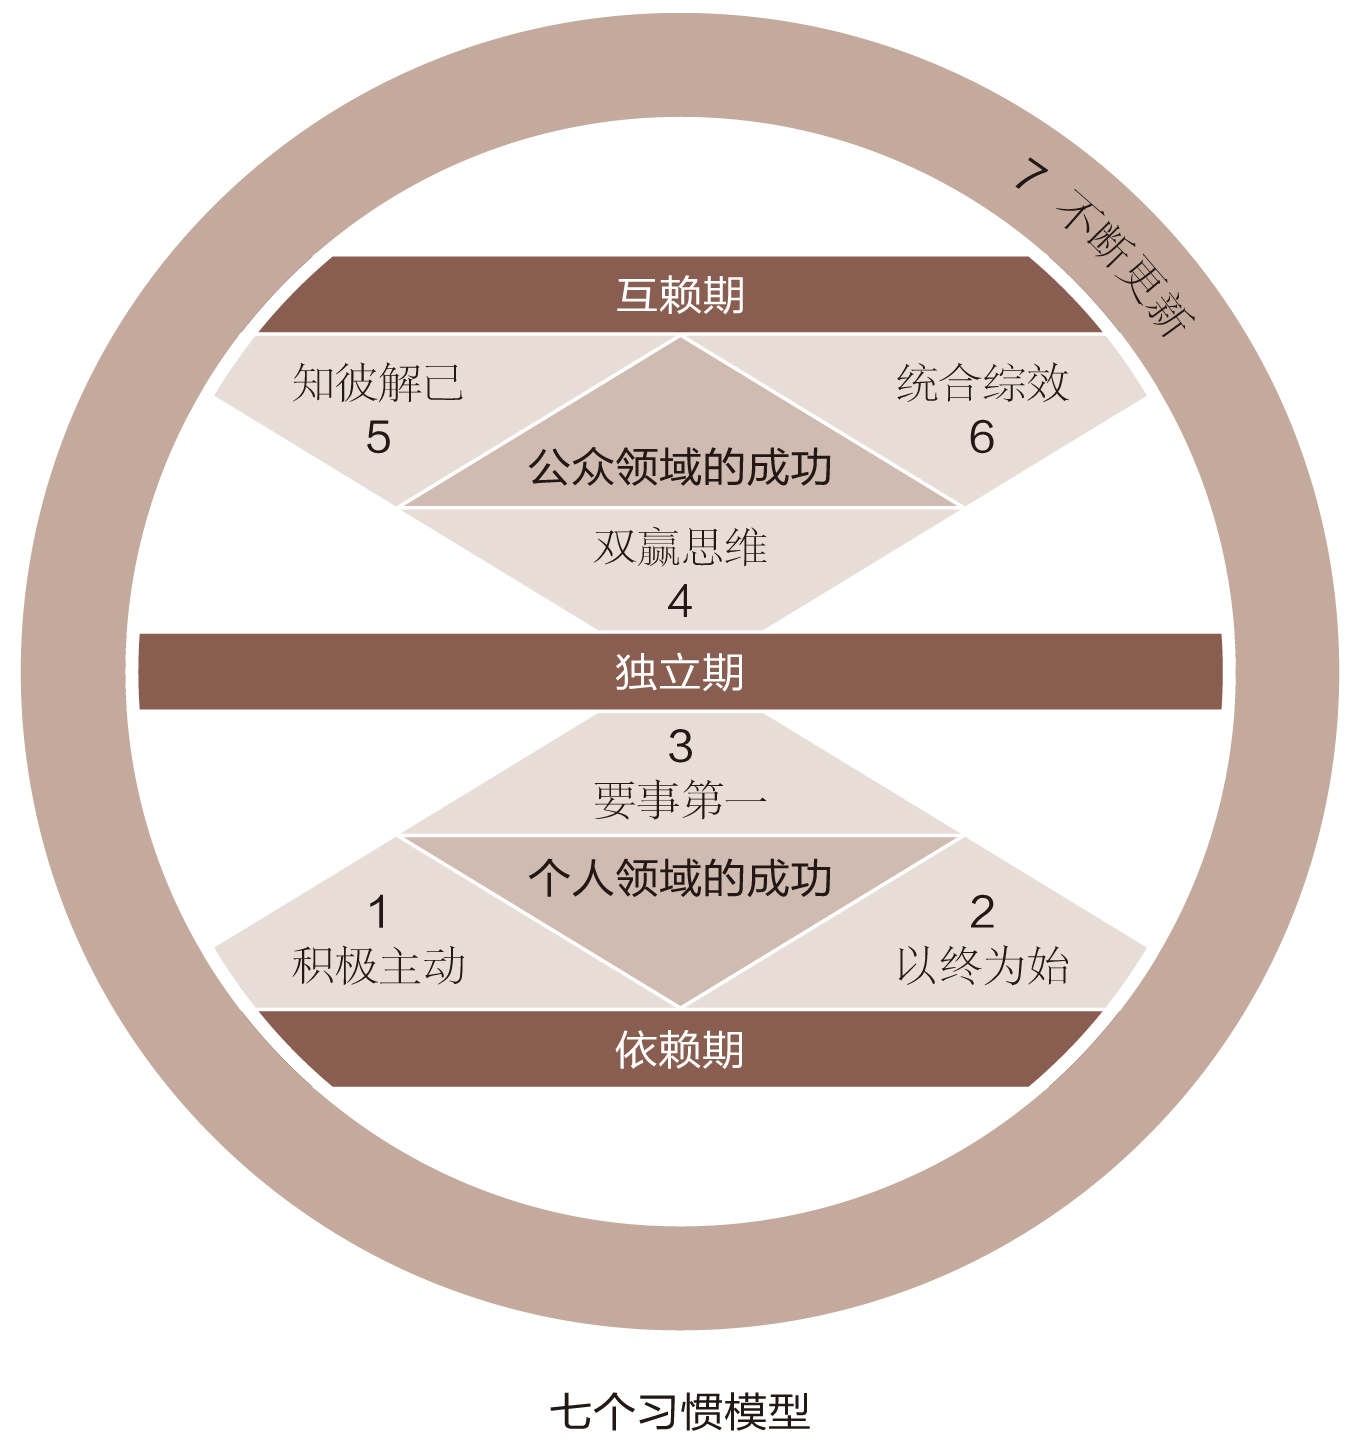 7 不断更新
互赖期
知彼解己
5
统合综效
6
公众领域的成功
双赢思维
4
独立期
3
要事第一
个人领域的成功
1
积极主动
2
以终为始
依赖期
七个习惯模型